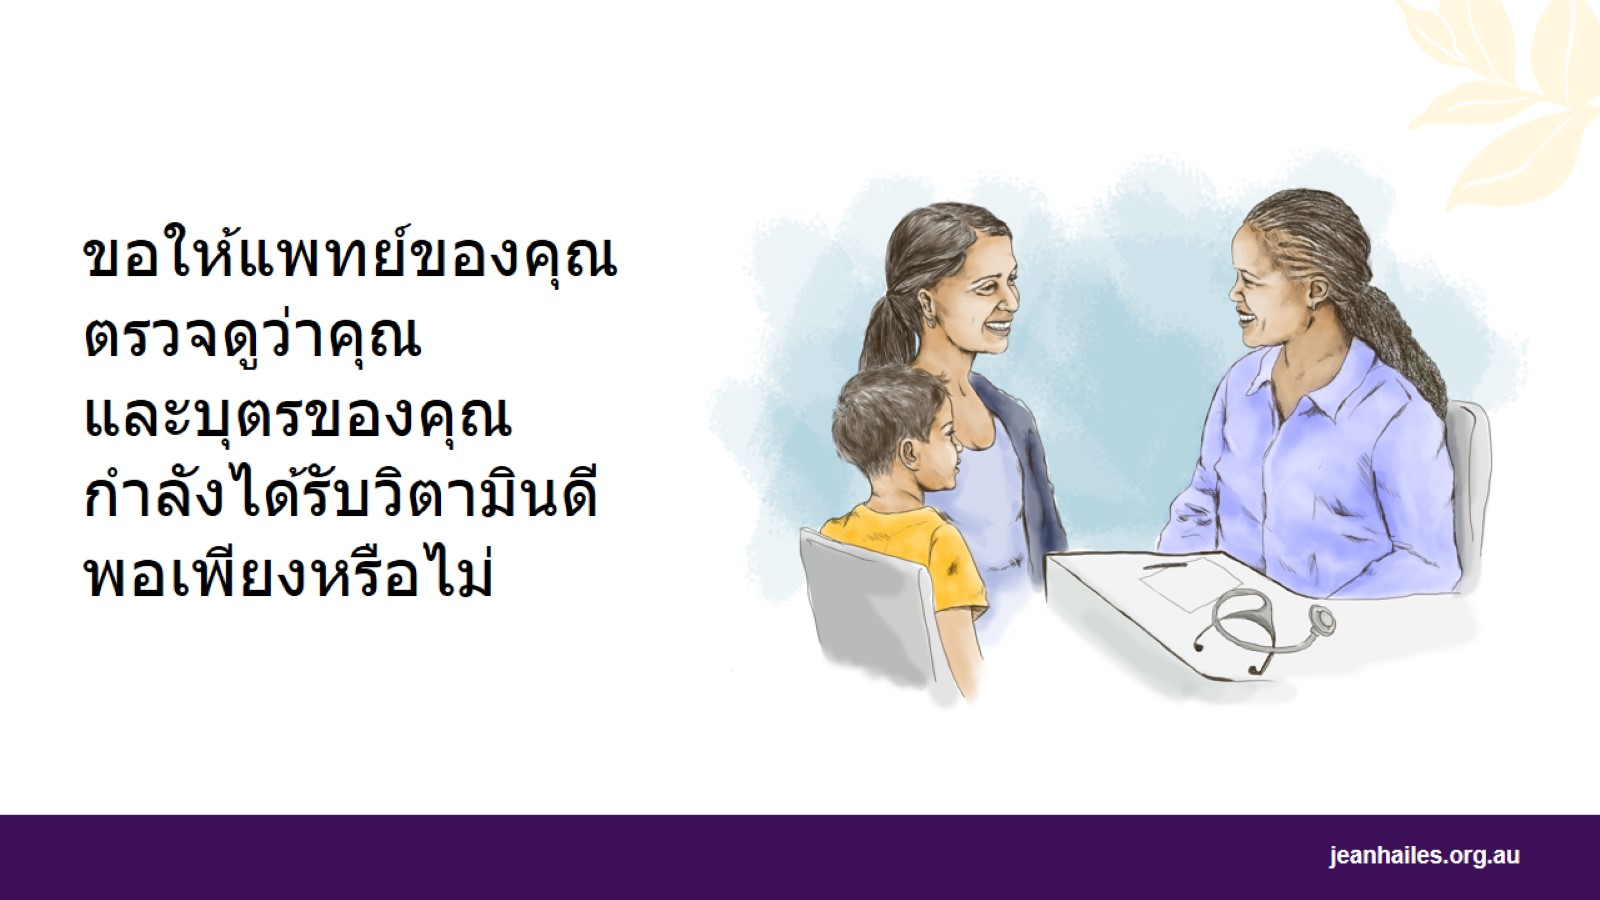 ขอให้แพทย์ของคุณ
ตรวจดูว่าคุณ
และบุตรของคุณ
กำลังได้รับวิตามินดี
พอเพียงหรือไม่
jeanhailes.org.au